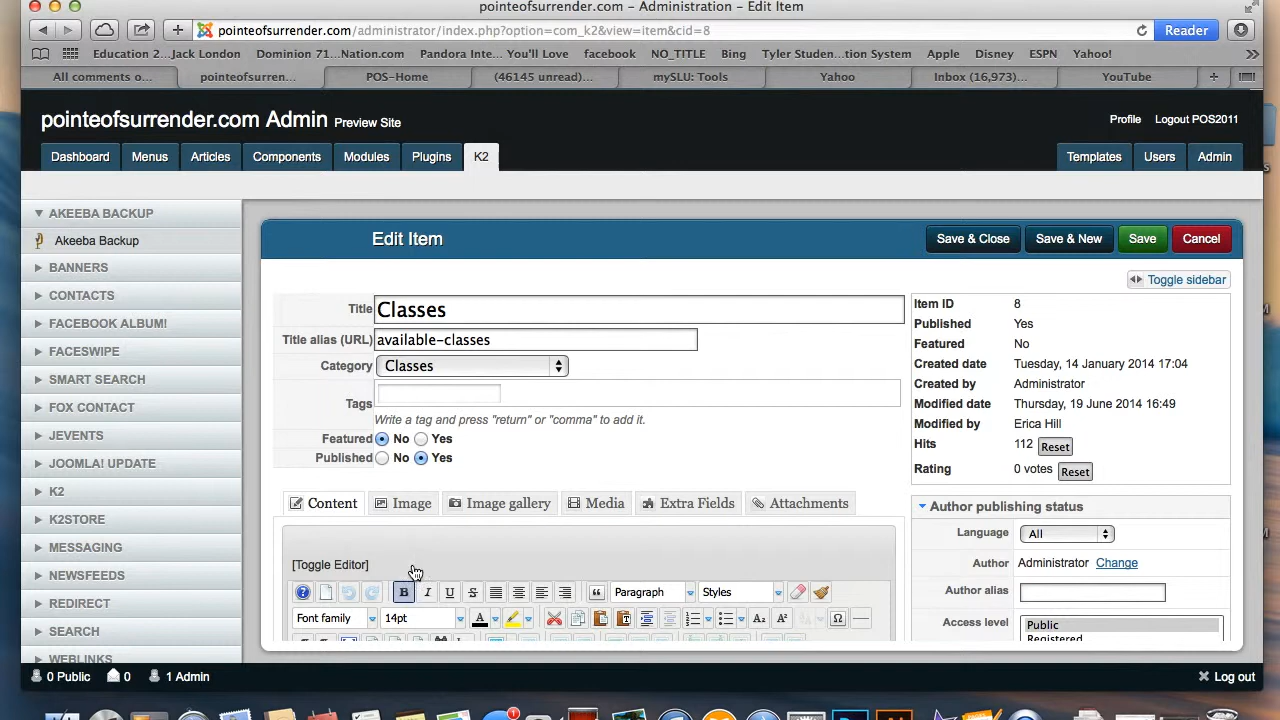 pointeofsurrender.com – Administration - Edit Item
pointeofsurrender.com/administrator/index.php?option=com_k2&view=item&cid=8
Reader
Education 2...Jack London Dominion 71...Nation.com Pandora Inte... You'll Love facebook NO_TITLE Bing Tyler Studen...tion System Apple Disney ESPN Yahoo!
All comments o... pointeofsurren... POS-Home (46145 unread)... mySLU: Tools Yahoo Inbox (16,973)... YouTube
pointeofsurrender.com Admin Preview Site Profile Logout POS2011
Dashboard Menus Articles Components Modules Plugins K2 Templates Users Admin
AKEEBA BACKUP
Akeeba Backup
BANNERS
CONTACTS
FACEBOOK ALBUM!
FACESWIPE
SMART SEARCH
FOX CONTACT
JEVENTS
JOOMLA! UPDATE
K2
K2STORE
MESSAGING
NEWSFEEDS
REDIRECT
SEARCH
WEBLINKS
Edit Item Save & Close Save & New Save Cancel
Toggle sidebar
Title Classes
Title alias (URL) available-classes
Category Classes
Tags
Write a tag and press "return" or "comma" to add it.
Featured No Yes
Published No Yes
Content Image Image gallery Media Extra Fields Attachments
[Toggle Editor]
B I U S Paragraph Styles
Font family 14pt A
Item ID 8
Published Yes
Featured No
Created date Tuesday, 14 January 2014 17:04
Created by Administrator
Modified date Thursday, 19 June 2014 16:49
Modified by Erica Hill
Hits 112 Reset
Rating 0 votes Reset
Author publishing status
Language All
Author Administrator Change
Author alias
Access level Public
Registered
0 Public 0 1 Admin Log out